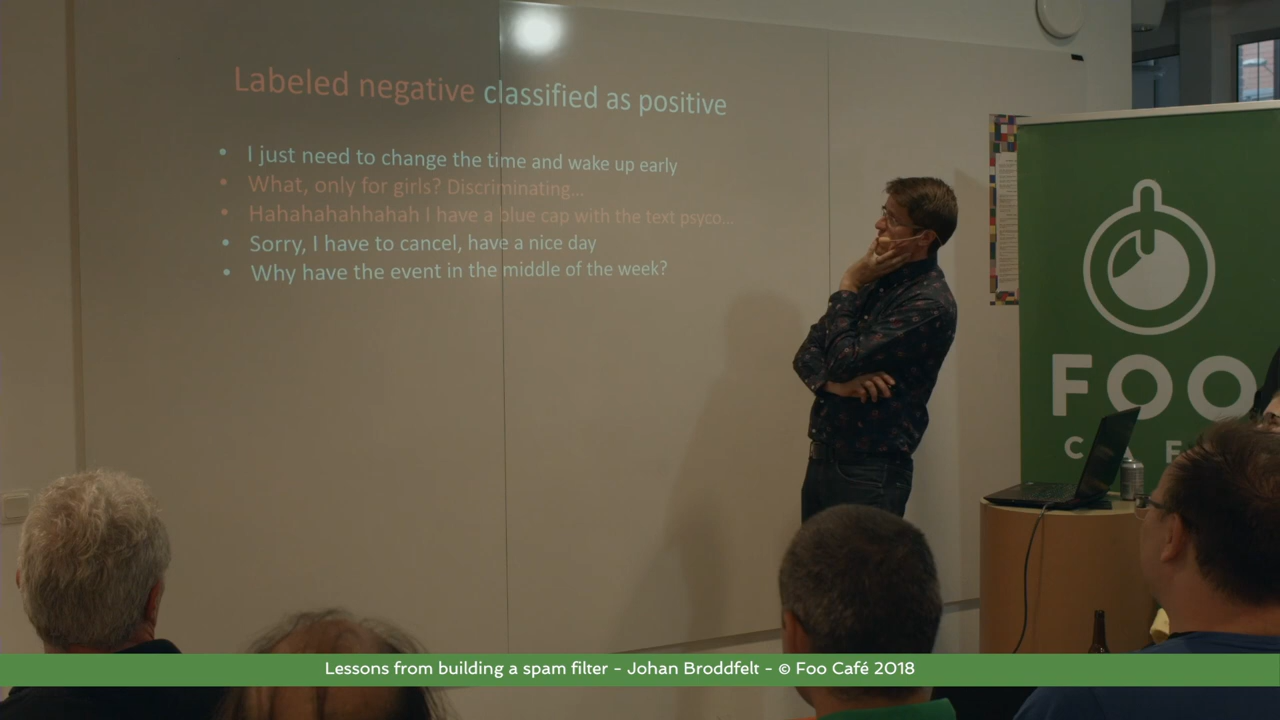 Labeled negative classified as positive
• I just need to change the time and wake up early
• What, only for girls? Discriminating...
• Hahahahahhahah I have a blue cap with the text psyco...
• Sorry, I have to cancel, have a nice day
• Why have the event in the middle of the week?
FOO
Lessons from building a spam filter - Johan Broddfelt - © Foo Café 2018